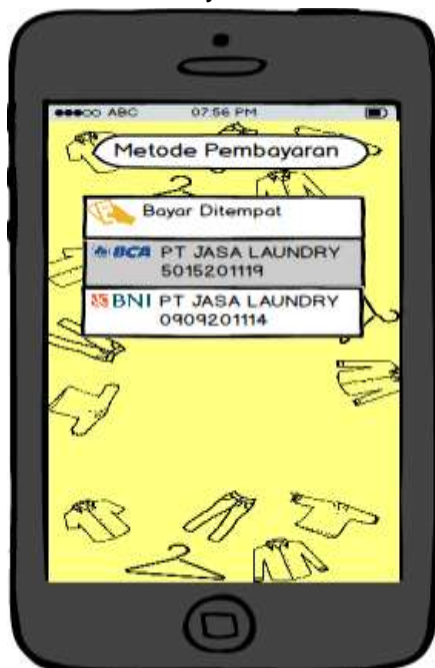 ABC 07:56 PM
Metode Pembayaran
Bayar Ditempat
BCA PT JASA LAUNDRY
5015201119
BNI PT JASA LAUNDRY
0909201114